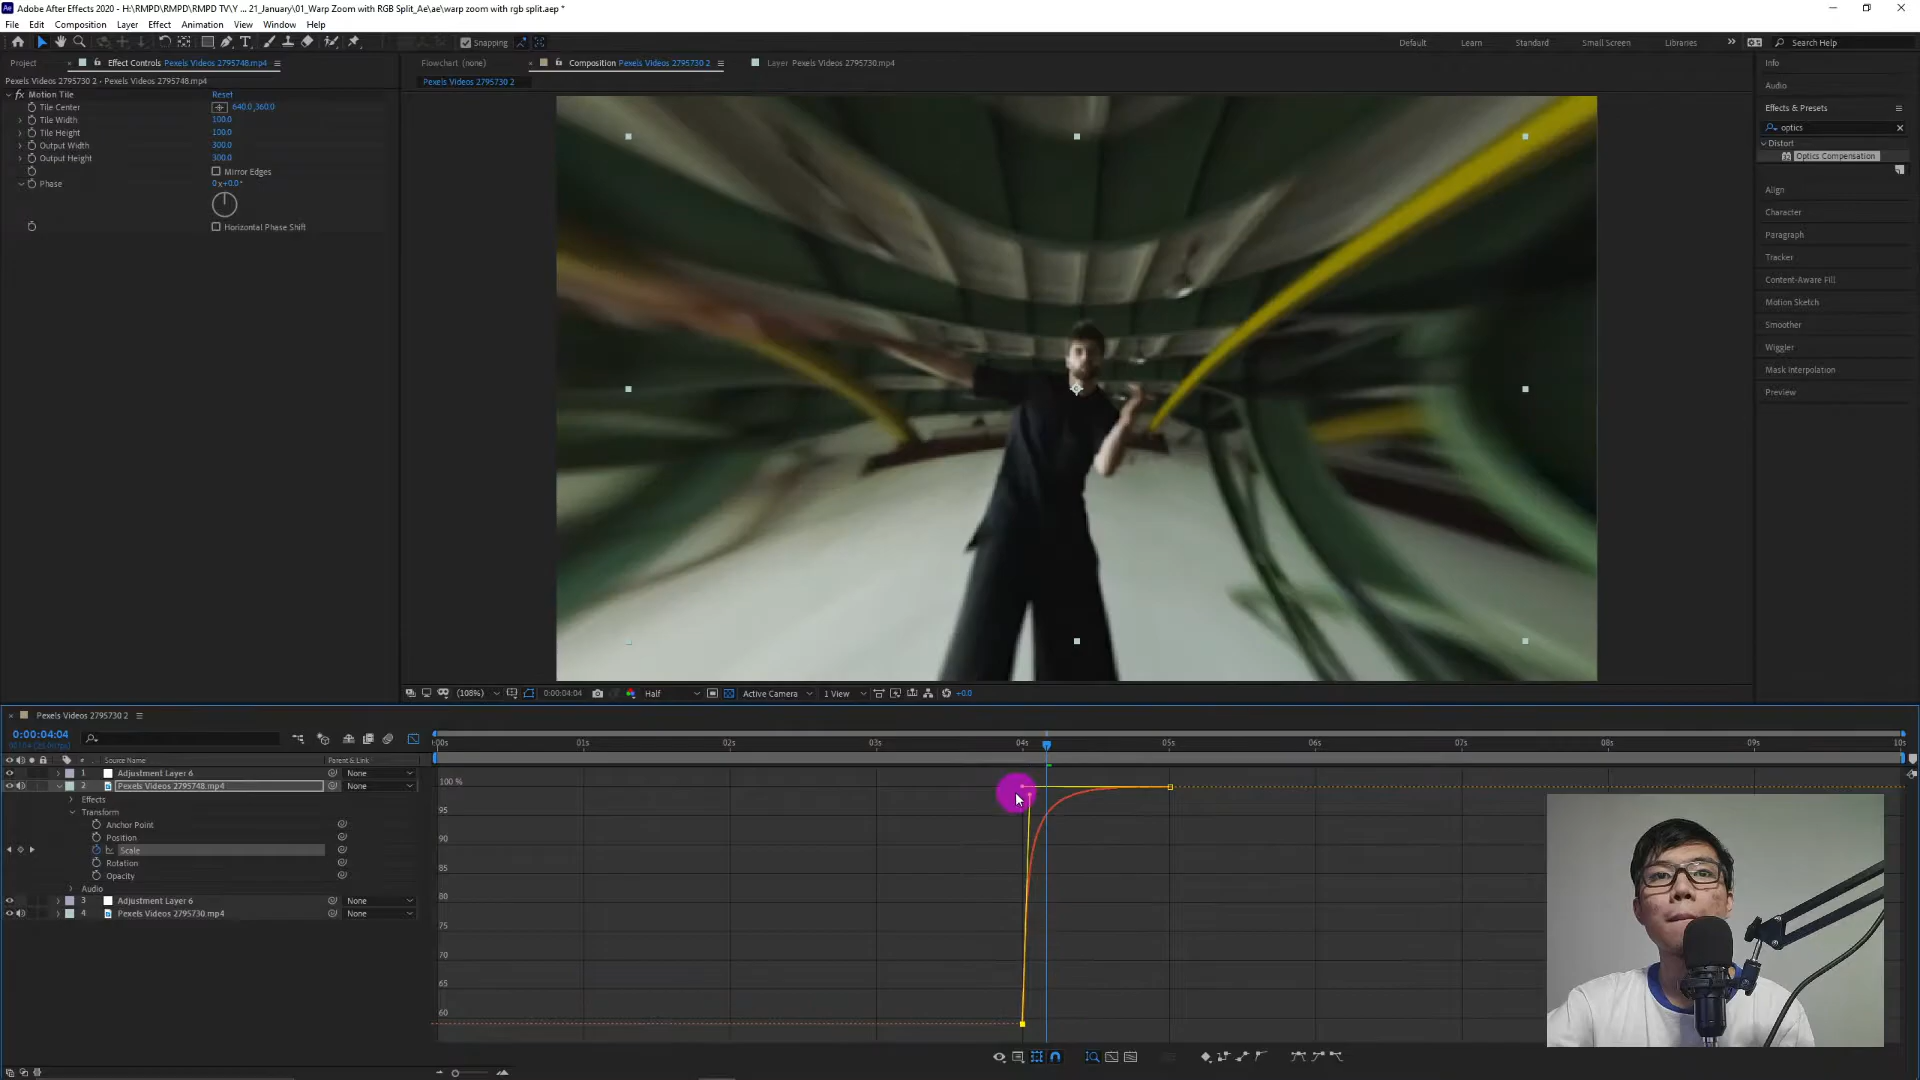 Adobe After Effects 2020 - H:\RMPD\RMPD TV\Y ... 21_January\01_Warp Zoom with RGB Split_Ae\ae\warp zoom with rgb split.aep *
File Edit Composition Layer Effect Animation View Window Help
Snapping
Default Learn Standard Small Screen Libraries Search Help
Project Effect Controls Pexels Videos 2795748.mp4
Flowchart (none) Composition Pexels Videos 2795730 2 Layer Pexels Videos 2795730.mp4
Pexels Videos 2795730 2 • Pexels Videos 2795748.mp4
Pexels Videos 2795730 2
fx Motion Tile Reset
Tile Center 640.0,360.0
Tile Width 100.0
Tile Height 100.0
Output Width 300.0
Output Height 300.0
Mirror Edges
Phase 0x+0.0°
Horizontal Phase Shift
Info
Audio
Effects & Presets
optics
Distort
Optics Compensation
Align
Character
Paragraph
Tracker
Content-Aware Fill
Motion Sketch
Smoother
Wiggler
Mask Interpolation
Preview
(108%) 0:00:04:04 Half Active Camera 1 View +0.0
Pexels Videos 2795730 2
0:00:04:04
:00s 01s 02s 03s 04s 05s 06s 07s 08s 09s 10s
# Source Name Parent & Link
1 Adjustment Layer 6 None
2 Pexels Videos 2795748.mp4 None
Effects
Transform
Anchor Point
Position
Scale
Rotation
Opacity
Audio
3 Adjustment Layer 6 None
4 Pexels Videos 2795730.mp4 None
100 %
95
90
85
80
75
70
65
60